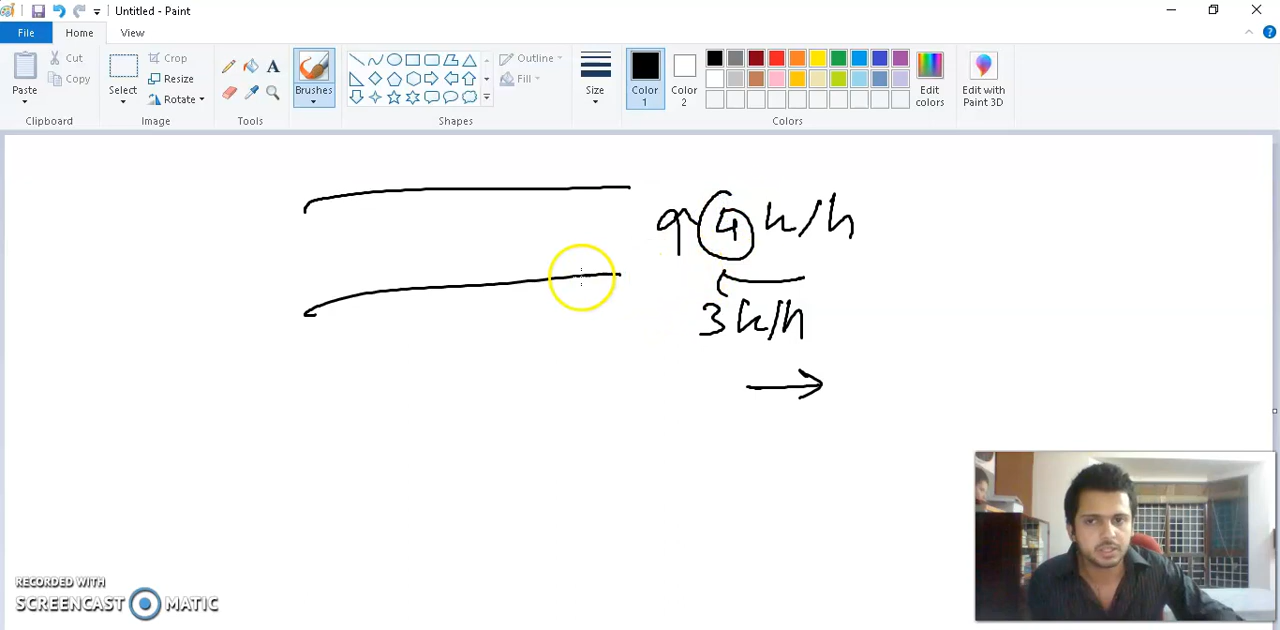 Untitled - Paint
File Home View
Paste
Cut
Copy
Clipboard
Select
Crop
Resize
Rotate
Image
A
Tools
Brushes
Outline
Fill
Shapes
Size
Color 1
Color 2
Edit colors
Colors
Edit with Paint 3D
4 k/h
3 k/h
RECORDED WITH
SCREENCAST MATIC